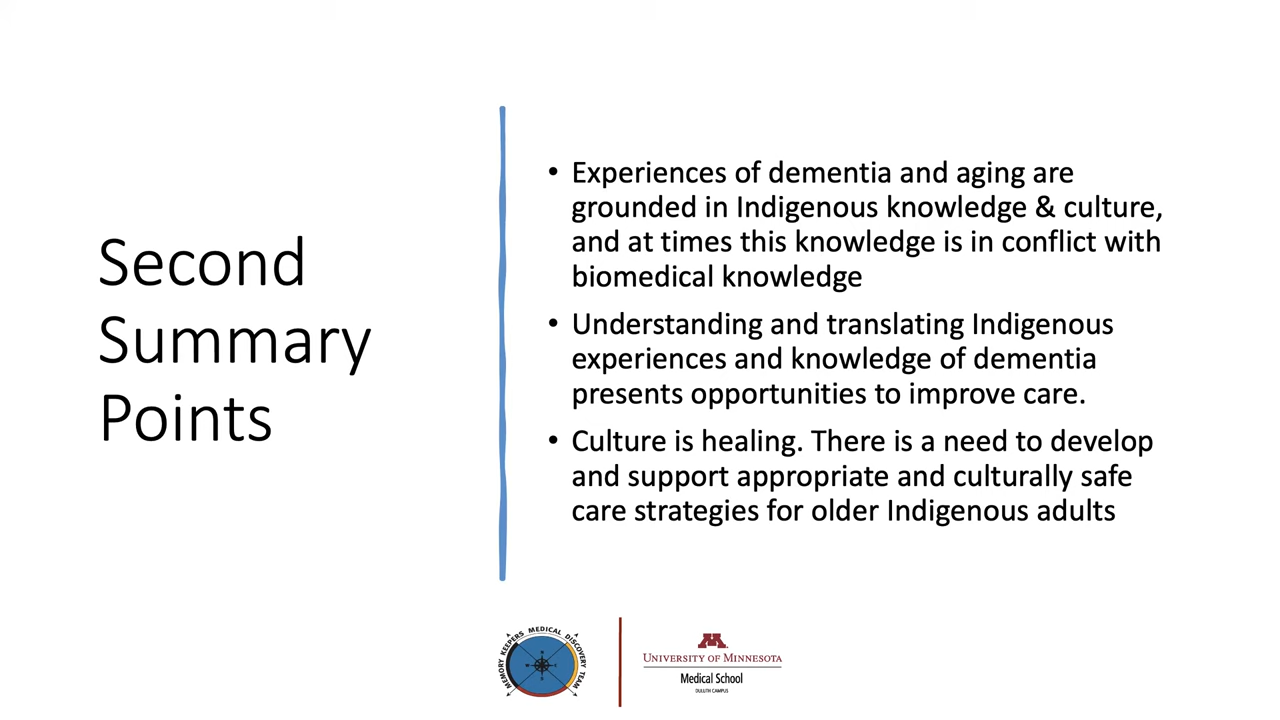 Second
Summary
Points
• Experiences of dementia and aging are
grounded in Indigenous knowledge & culture,
and at times this knowledge is in conflict with
biomedical knowledge
• Understanding and translating Indigenous
experiences and knowledge of dementia
presents opportunities to improve care.
• Culture is healing. There is a need to develop
and support appropriate and culturally safe
care strategies for older Indigenous adults
MEMORY KEEPERS MEDICAL DISCOVERY TEAM
M
UNIVERSITY OF MINNESOTA
Medical School
DULUTH CAMPUS